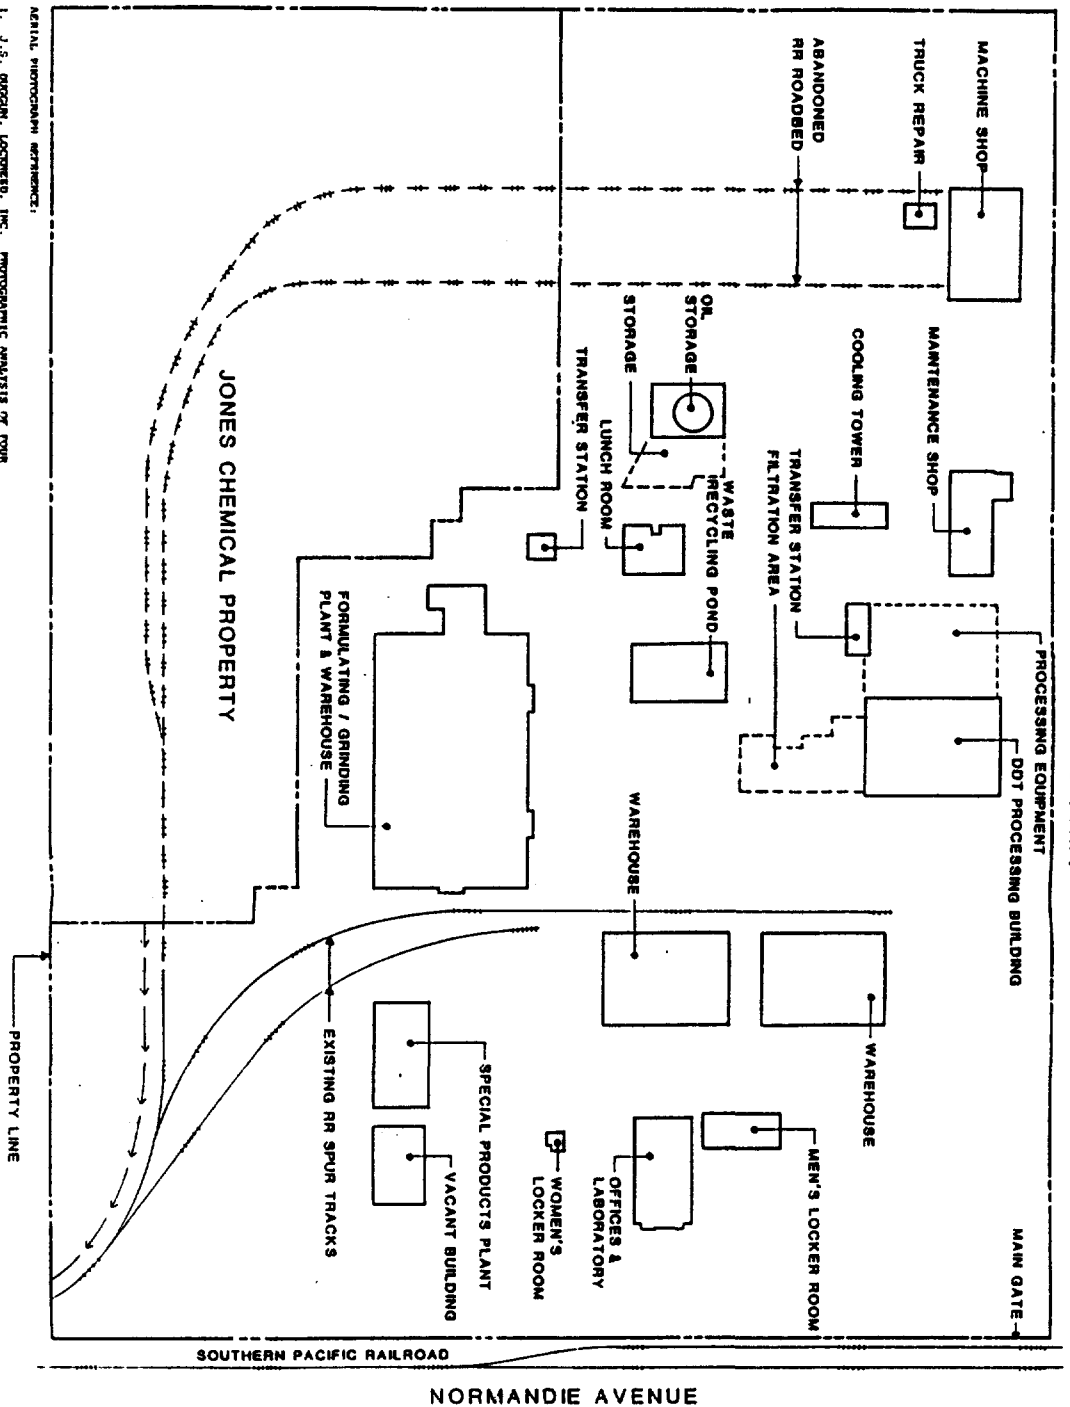 MACHINE SHOP
TRUCK REPAIR
ABANDONED
RR ROADBED
OIL
STORAGE
STORAGE
TRANSFER STATION
LUNCH ROOM
WASTE
RECYCLING POND
MAINTENANCE SHOP
COOLING TOWER
TRANSFER STATION
FILTRATION AREA
PROCESSING EQUIPMENT
DDT PROCESSING BUILDING
JONES CHEMICAL PROPERTY
FORMULATING / GRINDING
PLANT & WAREHOUSE
WAREHOUSE
WAREHOUSE
EXISTING RR SPUR TRACKS
SPECIAL PRODUCTS PLANT
VACANT BUILDING
WOMEN'S
LOCKER ROOM
OFFICES &
LABORATORY
MEN'S LOCKER ROOM
MAIN GATE
PROPERTY LINE
SOUTHERN PACIFIC RAILROAD
NORMANDIE AVENUE
AERIAL PHOTOGRAPH REFERENCE:
1. J.S. DUGGUN, LOCKHEED, INC. PHOTOGRAPHIC ANALYSIS OF FOUR